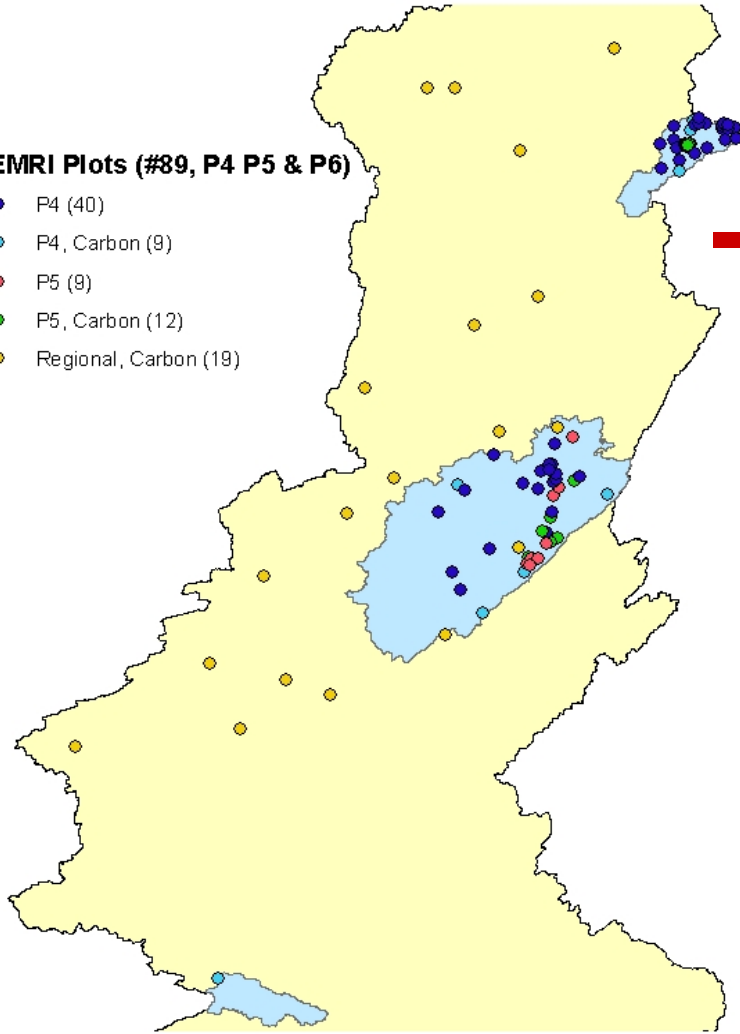 EMRI Plots (#89, P4 P5 & P6)
P4 (40)
P4, Carbon (9)
P5 (9)
P5, Carbon (12)
Regional, Carbon (19)